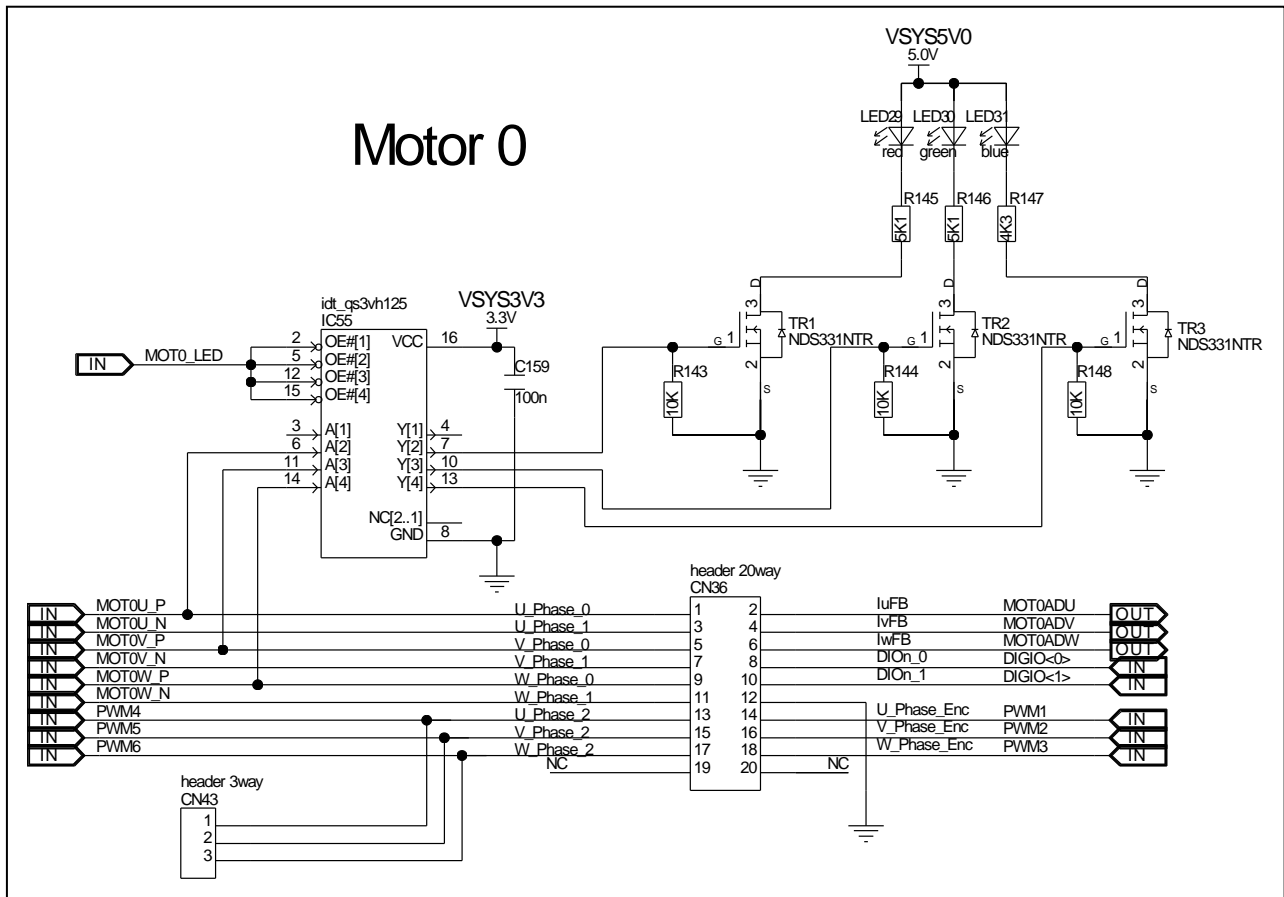 VSYS5V0
5.0V
LED29 LED30 LED31
red green blue
Motor 0
R145 R146 R147
5K1 5K1 4K3
idt_qs3vh125
IC55
VSYS3V3
3.3V
IN MOT0_LED
2 OE#[1] VCC 16
5 OE#[2]
12 OE#[3]
15 OE#[4]
C159
100n
3 A[1] Y[1] 4
6 A[2] Y[2] 7
11 A[3] Y[3] 10
14 A[4] Y[4] 13
NC[2..1]
GND 8
D 3 G 1 2 S
TR1
NDS331NTR
R143
10K
D 3 G 1 2 S
TR2
NDS331NTR
R144
10K
D 3 G 1 2 S
TR3
NDS331NTR
R148
10K
header 20way
CN36
IN MOT0U_P U_Phase_0 1 2 IuFB MOT0ADU OUT
IN MOT0U_N U_Phase_1 3 4 IvFB MOT0ADV OUT
IN MOT0V_P V_Phase_0 5 6 IwFB MOT0ADW OUT
IN MOT0V_N V_Phase_1 7 8 DIOn_0 DIGIO<0> IN
IN MOT0W_P W_Phase_0 9 10 DIOn_1 DIGIO<1> IN
IN MOT0W_N W_Phase_1 11 12
IN PWM4 U_Phase_2 13 14 U_Phase_Enc PWM1 IN
IN PWM5 V_Phase_2 15 16 V_Phase_Enc PWM2 IN
IN PWM6 W_Phase_2 17 18 W_Phase_Enc PWM3 IN
NC 19 20 NC
header 3way
CN43
1
2
3